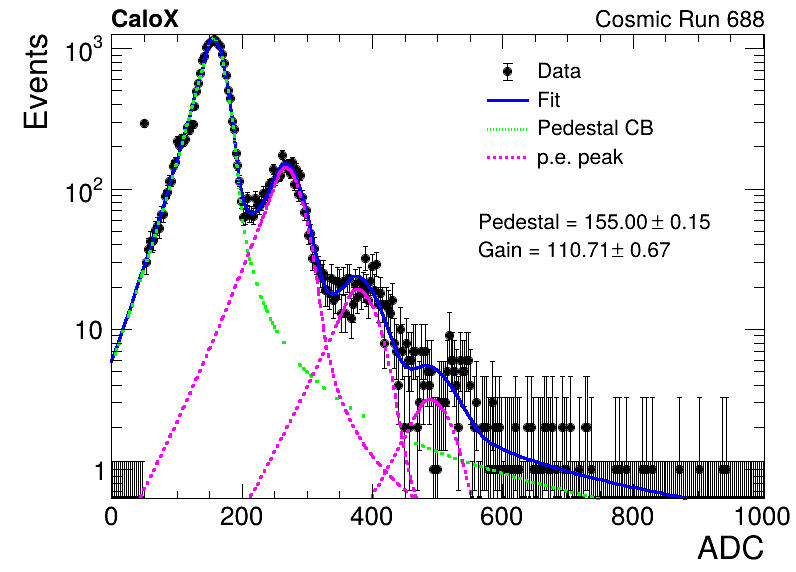 CaloX Cosmic Run 688
Events
10³
10²
10
1
Data
Fit
Pedestal CB
p.e. peak
Pedestal = 155.00 ± 0.15
Gain = 110.71± 0.67
0 200 400 600 800 1000
ADC